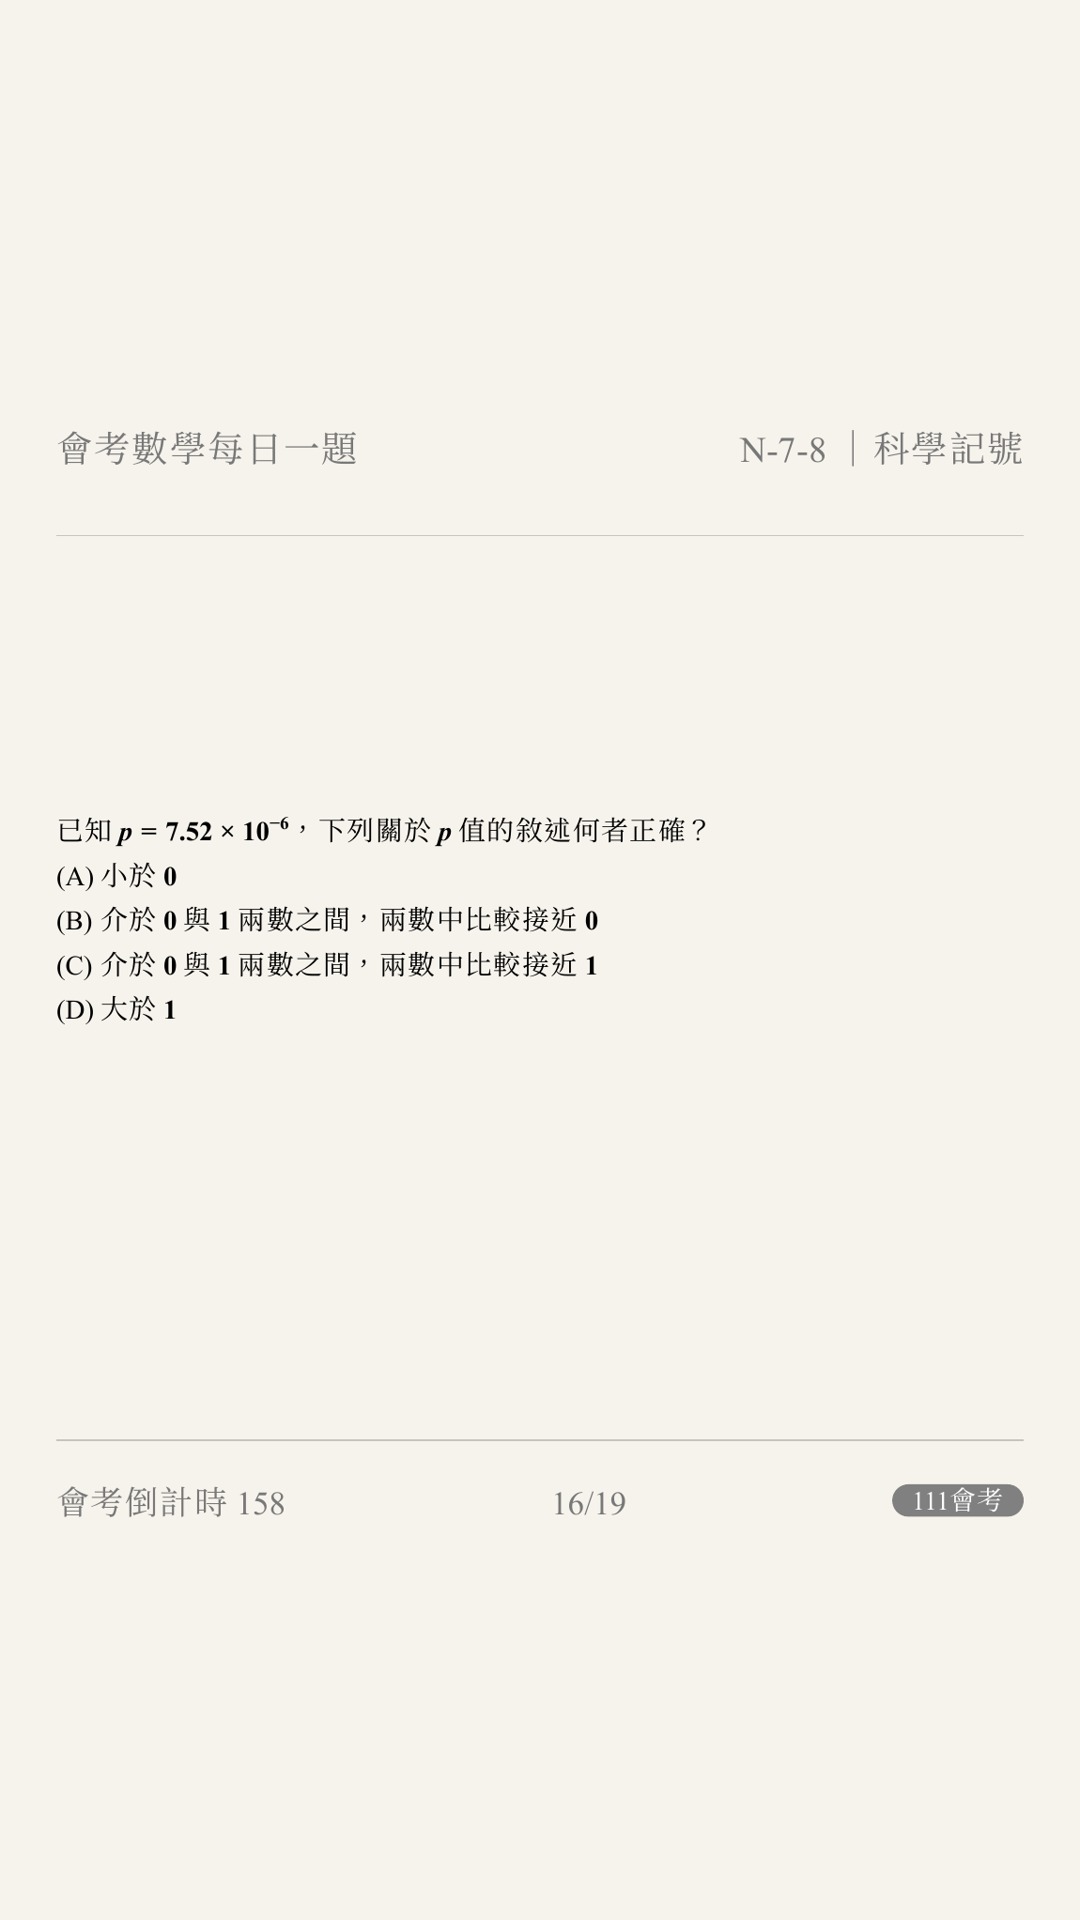 會考數學每日一題
N-7-8 | 科學記號
已知 p = 7.52 × 10⁻⁶，下列關於 p 值的敘述何者正確？
(A) 小於 0
(B) 介於 0 與 1 兩數之間，兩數中比較接近 0
(C) 介於 0 與 1 兩數之間，兩數中比較接近 1
(D) 大於 1
會考倒計時 158
16/19
111會考